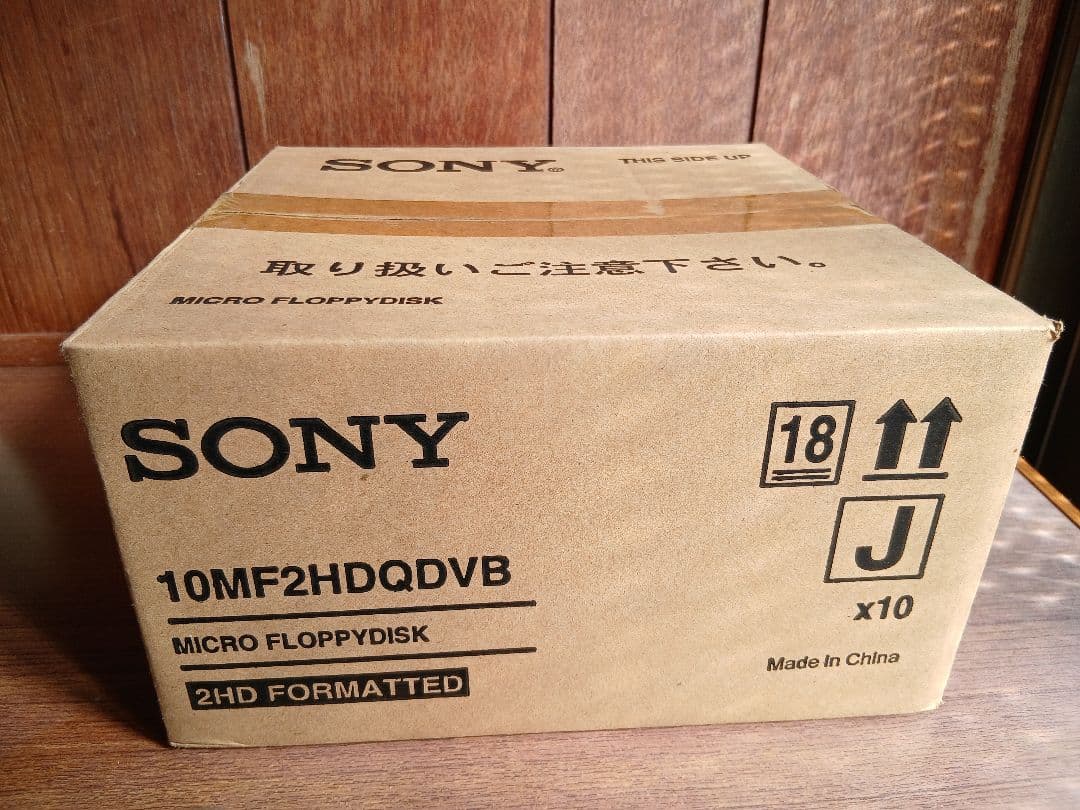 SONY®
THIS SIDE UP
取り扱いご注意下さい。
MICRO FLOPPYDISK
SONY
18
10MF2HDQDVB
J
x10
MICRO FLOPPYDISK
Made in China
2HD FORMATTED